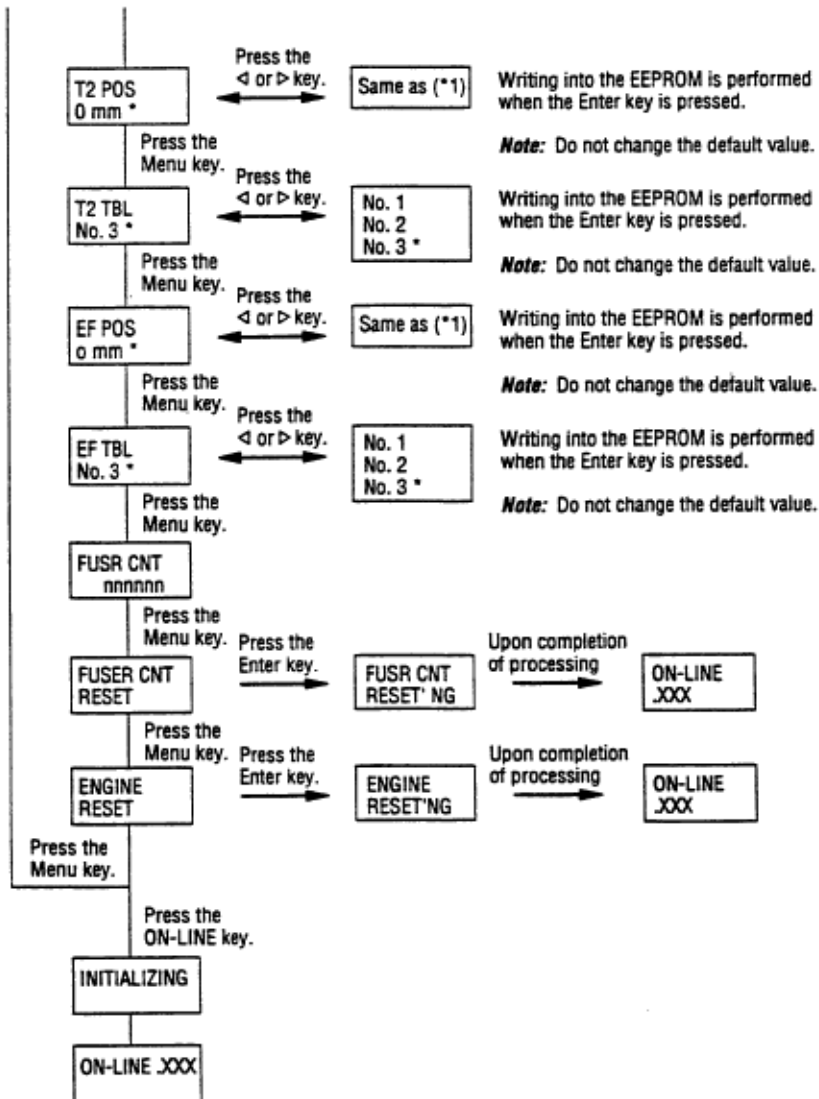 Press the
◁ or ▷ key.
T2 POS
0 mm *
Same as (*1)
Writing into the EEPROM is performed
when the Enter key is pressed.
Note: Do not change the default value.
Press the
Menu key.
Press the
◁ or ▷ key.
T2 TBL
No. 3 *
No. 1
No. 2
No. 3 *
Writing into the EEPROM is performed
when the Enter key is pressed.
Note: Do not change the default value.
Press the
Menu key.
Press the
◁ or ▷ key.
EF POS
o mm *
Same as (*1)
Writing into the EEPROM is performed
when the Enter key is pressed.
Note: Do not change the default value.
Press the
Menu key.
Press the
◁ or ▷ key.
EF TBL
No. 3 *
No. 1
No. 2
No. 3 *
Writing into the EEPROM is performed
when the Enter key is pressed.
Note: Do not change the default value.
Press the
Menu key.
FUSR CNT
nnnnnn
Press the
Menu key.
Press the
Enter key.
Upon completion
of processing
FUSER CNT
RESET
FUSR CNT
RESET' NG
ON-LINE
.XXX
Press the
Menu key.
Press the
Enter key.
Upon completion
of processing
ENGINE
RESET
ENGINE
RESET'NG
ON-LINE
.XXX
Press the
Menu key.
Press the
ON-LINE key.
INITIALIZING
ON-LINE .XXX